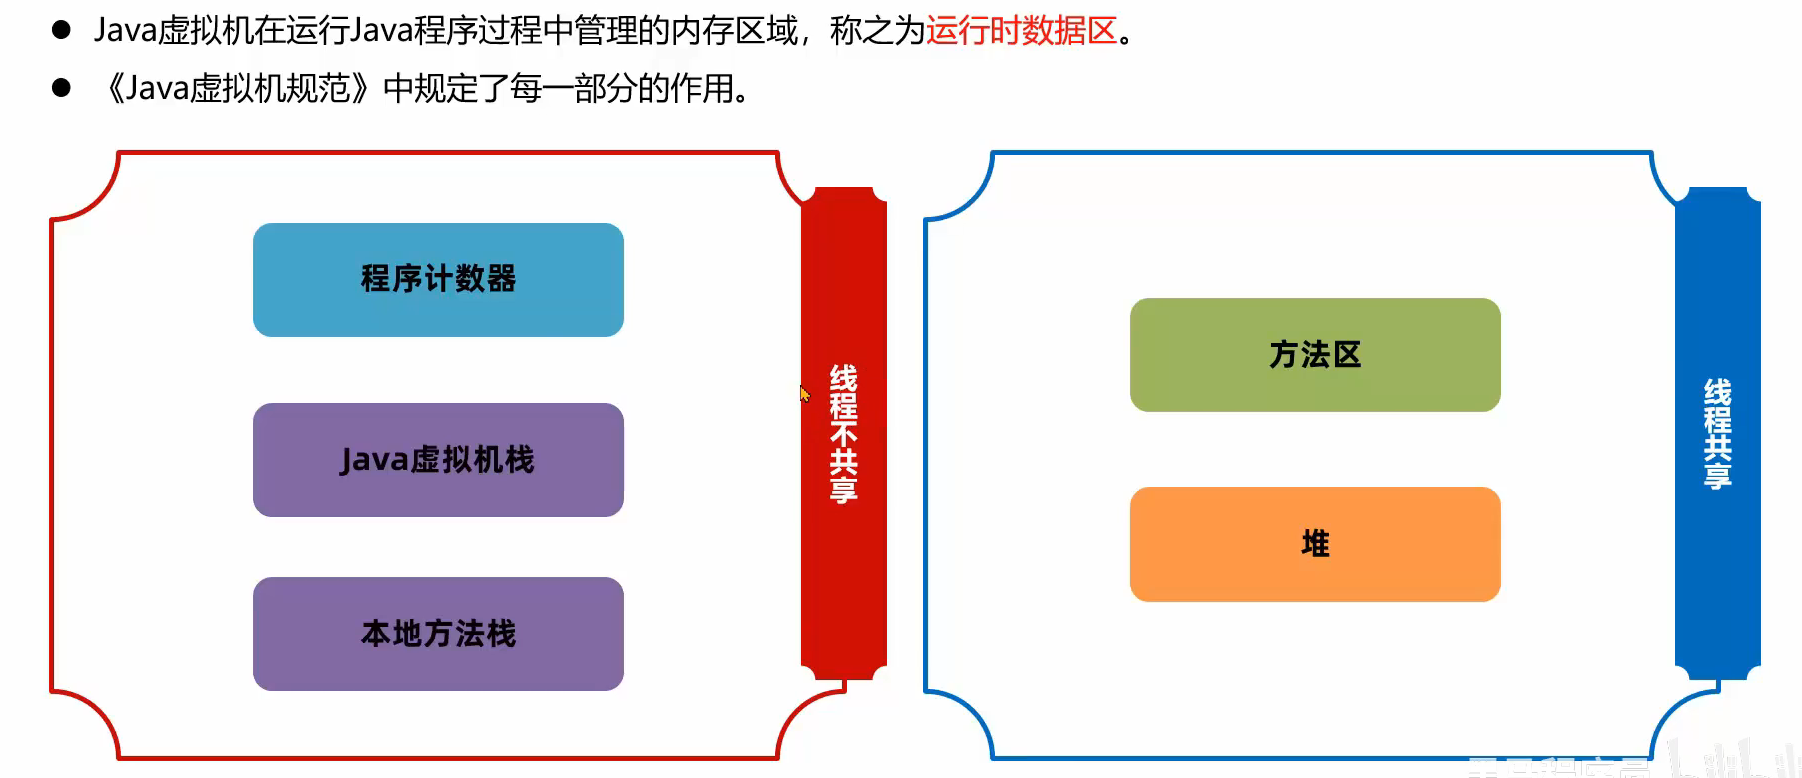 Java虚拟机在运行Java程序过程中管理的内存区域，称之为运行时数据区。
《Java虚拟机规范》中规定了每一部分的作用。
程序计数器
Java虚拟机栈
本地方法栈
线程不共享
方法区
堆
线程共享